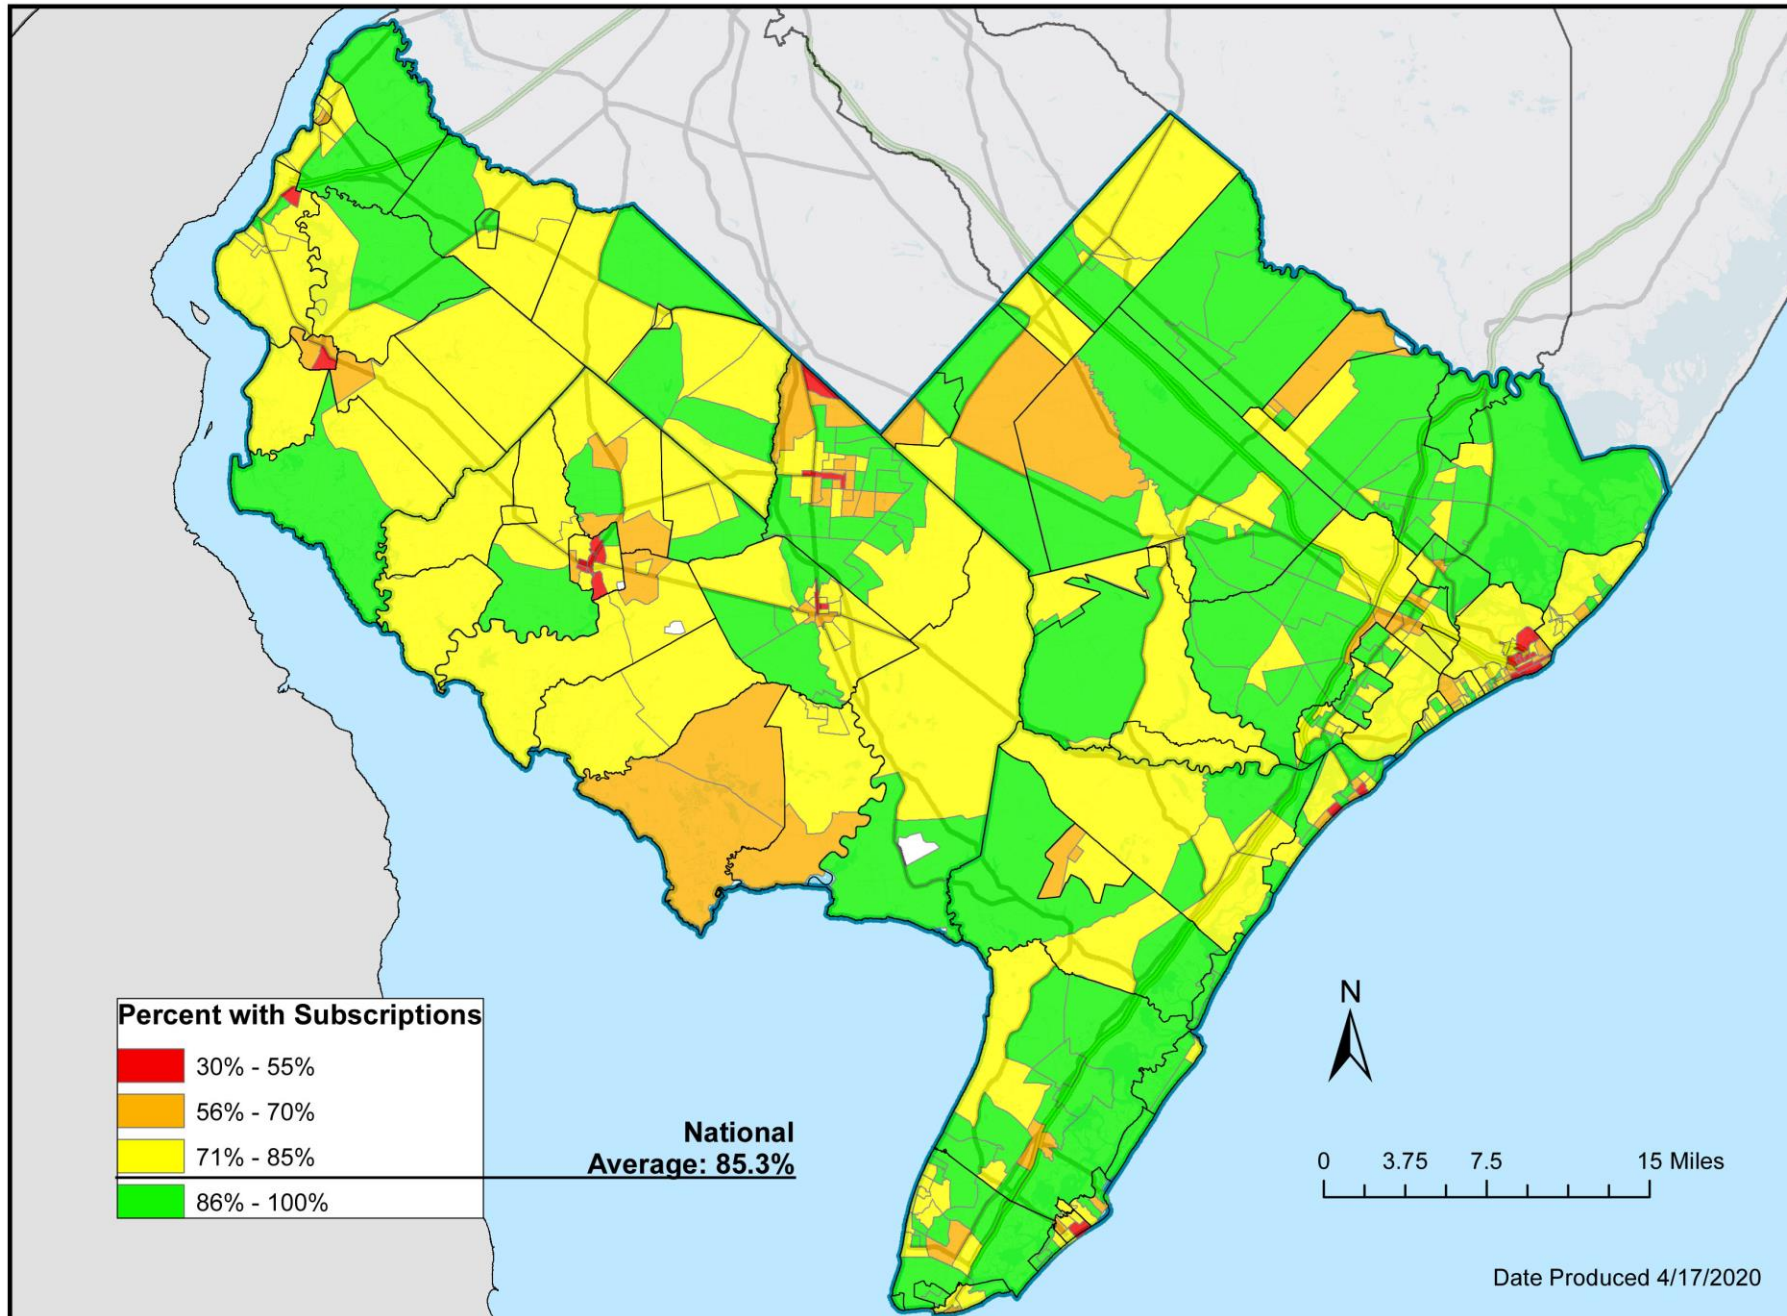 Percent with Subscriptions
30% - 55%
56% - 70%
71% - 85%
86% - 100%
National
Average: 85.3%
N
0 3.75 7.5 15 Miles
Date Produced 4/17/2020